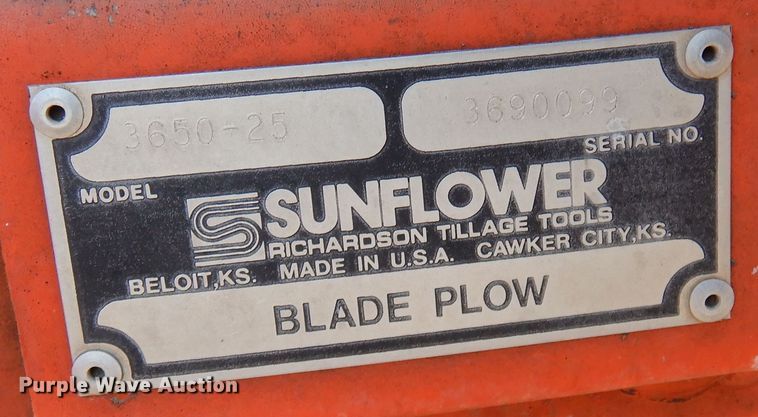 3650-25 3690099
MODEL SERIAL NO.
SUNFLOWER
RICHARDSON TILLAGE TOOLS
BELOIT,KS. MADE IN U.S.A. CAWKER CITY,KS.
BLADE PLOW
Purple Wave Auction